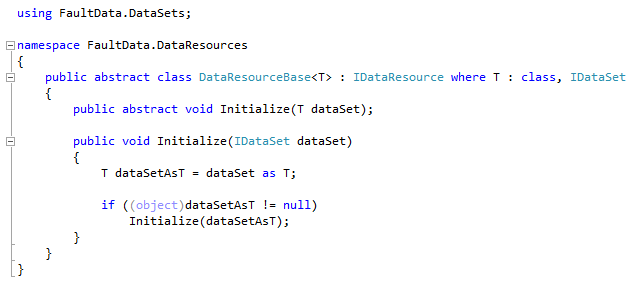 using FaultData.DataSets;
namespace FaultData.DataResources
{
public abstract class DataResourceBase<T> : IDataResource where T : class, IDataSet
{
public abstract void Initialize(T dataSet);
public void Initialize(IDataSet dataSet)
{
T dataSetAsT = dataSet as T;
if ((object)dataSetAsT != null)
Initialize(dataSetAsT);
}
}
}